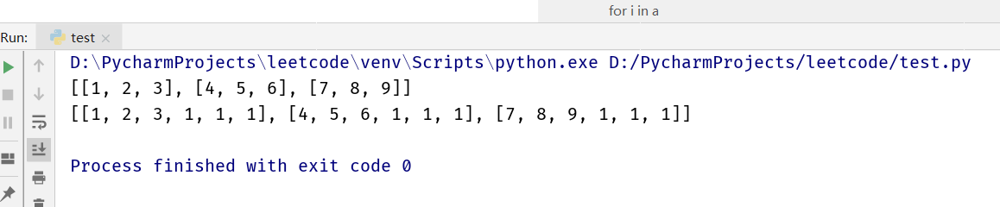 for i in a
Run: test
D:\PycharmProjects\leetcode\venv\Scripts\python.exe D:/PycharmProjects/leetcode/test.py
[[1, 2, 3], [4, 5, 6], [7, 8, 9]]
[[1, 2, 3, 1, 1, 1], [4, 5, 6, 1, 1, 1], [7, 8, 9, 1, 1, 1]]
Process finished with exit code 0